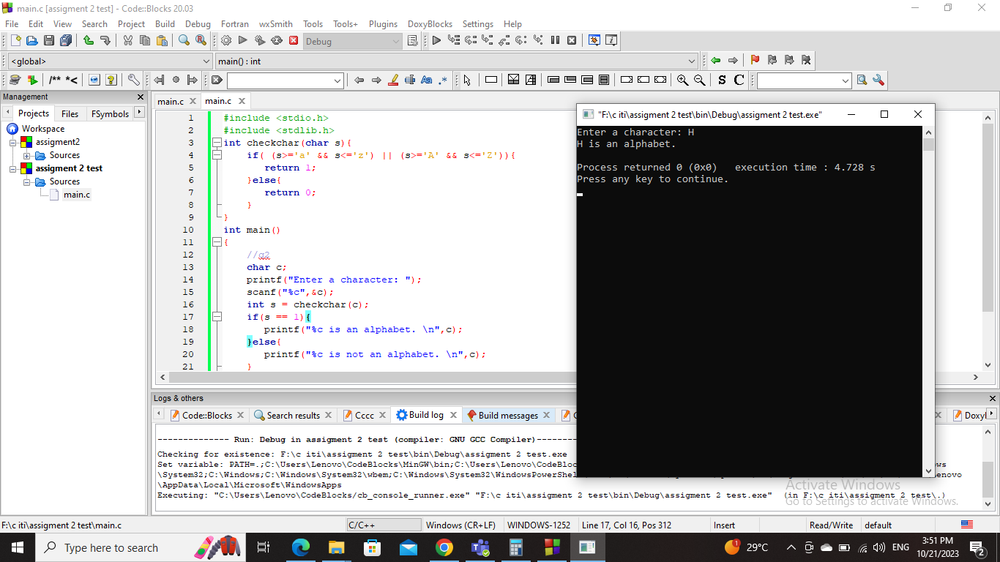 main.c [assigment 2 test] - Code::Blocks 20.03
File Edit View Search Project Build Debug Fortran wxSmith Tools Tools+ Plugins DoxyBlocks Settings Help
Debug
<global> main() : int
/** *< Aa .* S C
Management
Projects Files FSymbols
Workspace
assigment2
Sources
assigment 2 test
Sources
main.c
main.c main.c
1 #include <stdio.h>
2 #include <stdlib.h>
3 int checkchar(char s){
4 if( (s>='a' && s<='z') || (s>='A' && s<='Z')){
5 return 1;
6 }else{
7 return 0;
8 }
9 }
10 int main()
11 {
12 //q2
13 char c;
14 printf("Enter a character: ");
15 scanf("%c",&c);
16 int s = checkchar(c);
17 if(s == 1){
18 printf("%c is an alphabet. \n",c);
19 }else{
20 printf("%c is not an alphabet. \n",c);
21 }
"F:\c iti\assigment 2 test\bin\Debug\assigment 2 test.exe"
Enter a character: H
H is an alphabet.
Process returned 0 (0x0) execution time : 4.728 s
Press any key to continue.
Logs & others
Code::Blocks Search results Cccc Build log Build messages Doxyl
-------------- Run: Debug in assigment 2 test (compiler: GNU GCC Compiler)-------
Checking for existence: F:\c iti\assigment 2 test\bin\Debug\assigment 2 test.exe
Set variable: PATH=.;C:\Users\Lenovo\CodeBlocks\MinGW\bin;C:\Users\Lenovo\CodeBloc
\System32;C:\Windows;C:\Windows\System32\wbem;C:\Windows\System32\WindowsPowerShel
\AppData\Local\Microsoft\WindowsApps
Executing: "C:\Users\Lenovo\CodeBlocks/cb_console_runner.exe" "F:\c iti\assigment 2 test\bin\Debug\assigment 2 test.exe" (in F:\c iti\assigment 2 test\.)
Activate Windows
Go to Settings to activate Windows.
F:\c iti\assigment 2 test\main.c C/C++ Windows (CR+LF) WINDOWS-1252 Line 17, Col 16, Pos 312 Insert Read/Write default
Type here to search 29°C ENG 3:51 PM
10/21/2023 2